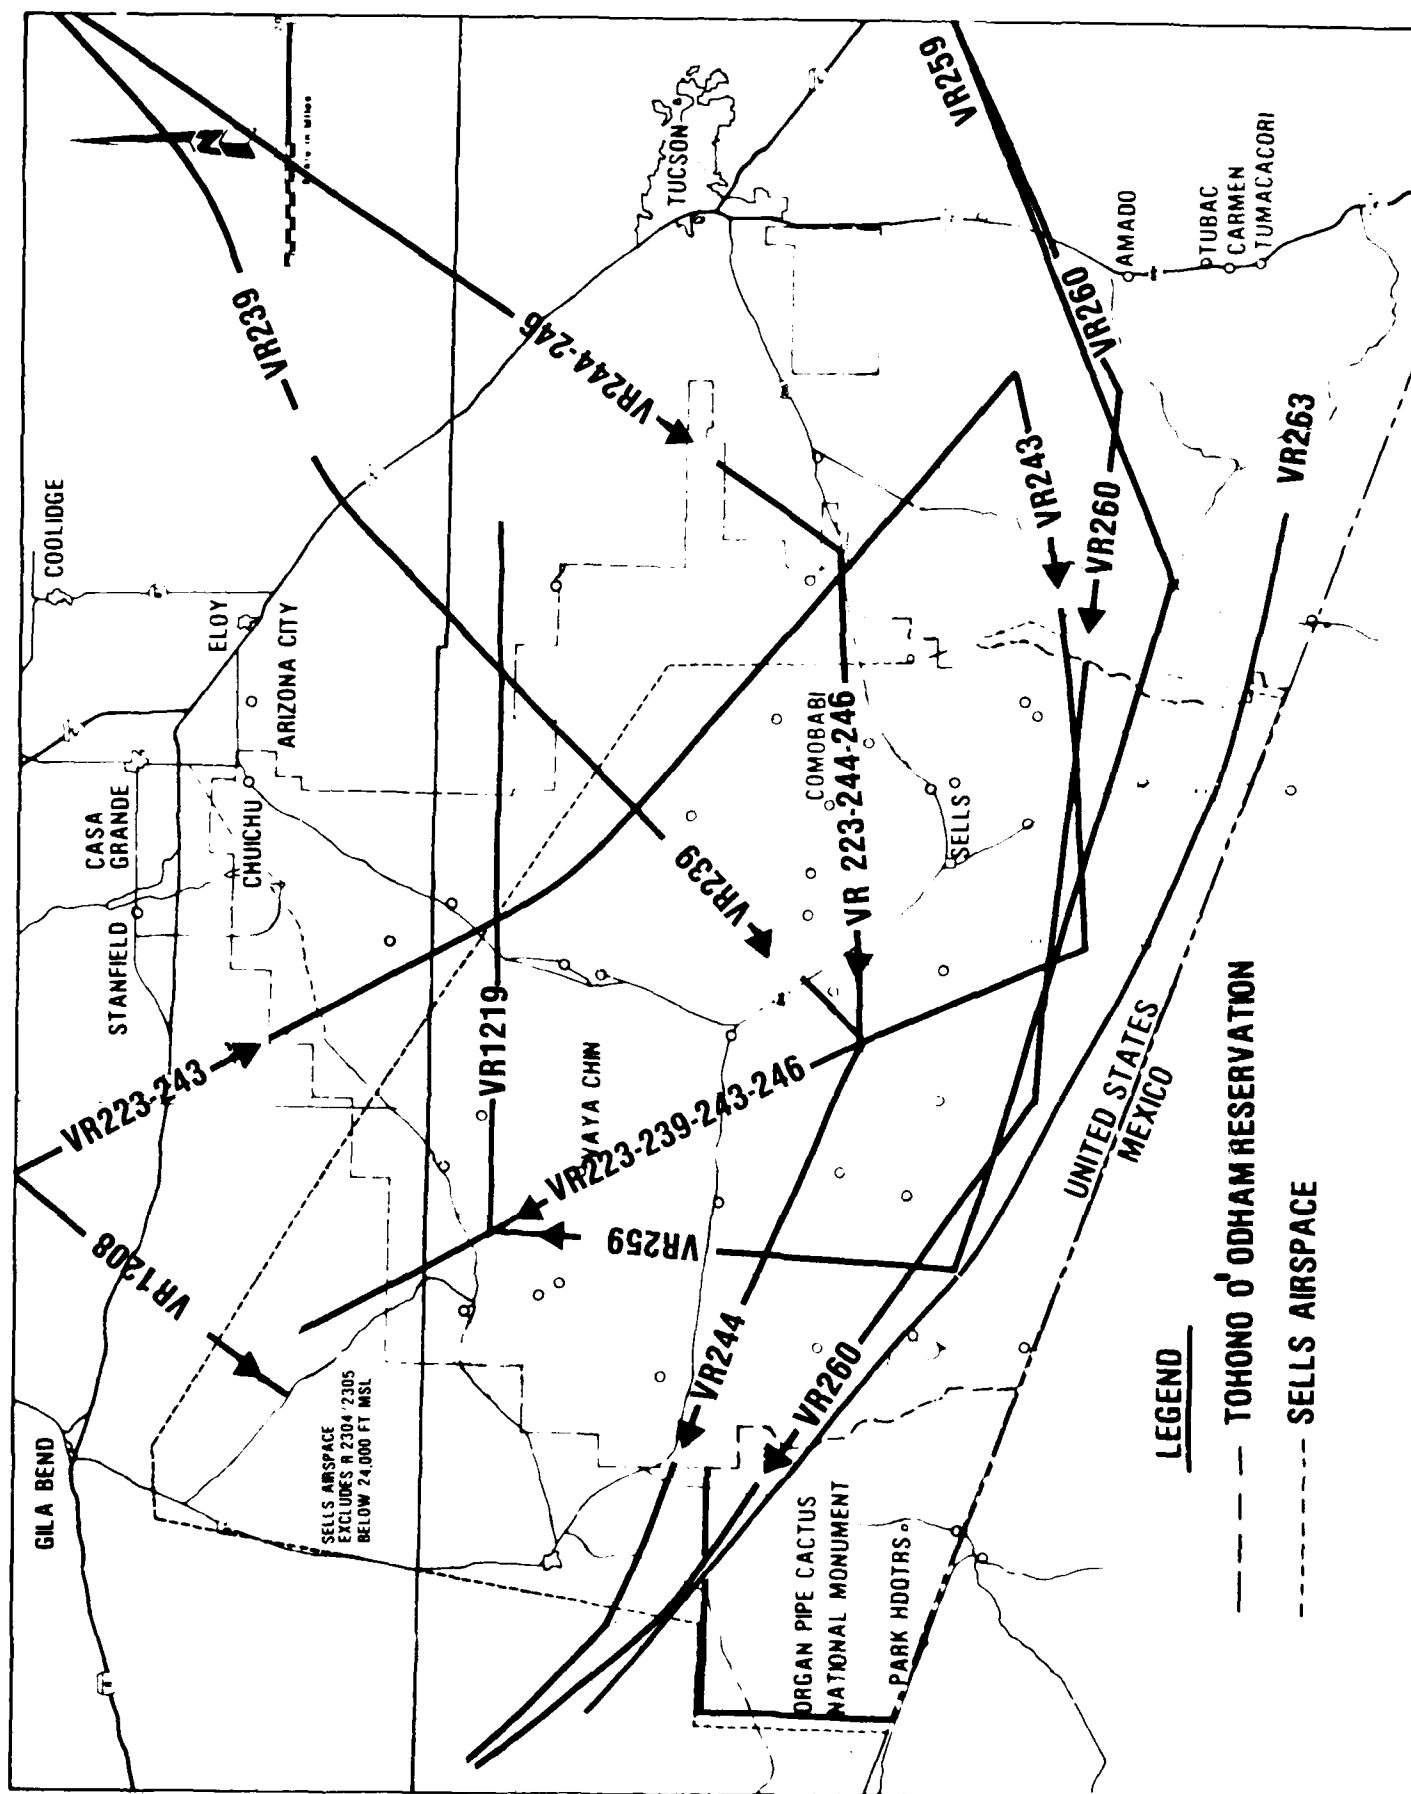 GILA BEND
STANFIELD
CASA
GRANDE
COOLIDGE
ELOY
ARIZONA CITY
CHUICHU
N
VR1208
VR223-243
VR239
VR244-246
TUCSON
VR259
SELLS AIRSPACE
EXCLUDES R 2304/2305
BELOW 24,000 FT MSL
VR1219
VAYA CHIN
VR223-239-243-246
VR259
VR239
VR 223-244-246
COMOBABI
SELLS
VR243
VR260
VR260
AMADO
TUBAC
CARMEN
TUMACACORI
VR263
VR244
VR260
ORGAN PIPE CACTUS
NATIONAL MONUMENT
PARK HDQTRS.
UNITED STATES
MEXICO
LEGEND
TOHONO O'ODHAM RESERVATION
SELLS AIRSPACE